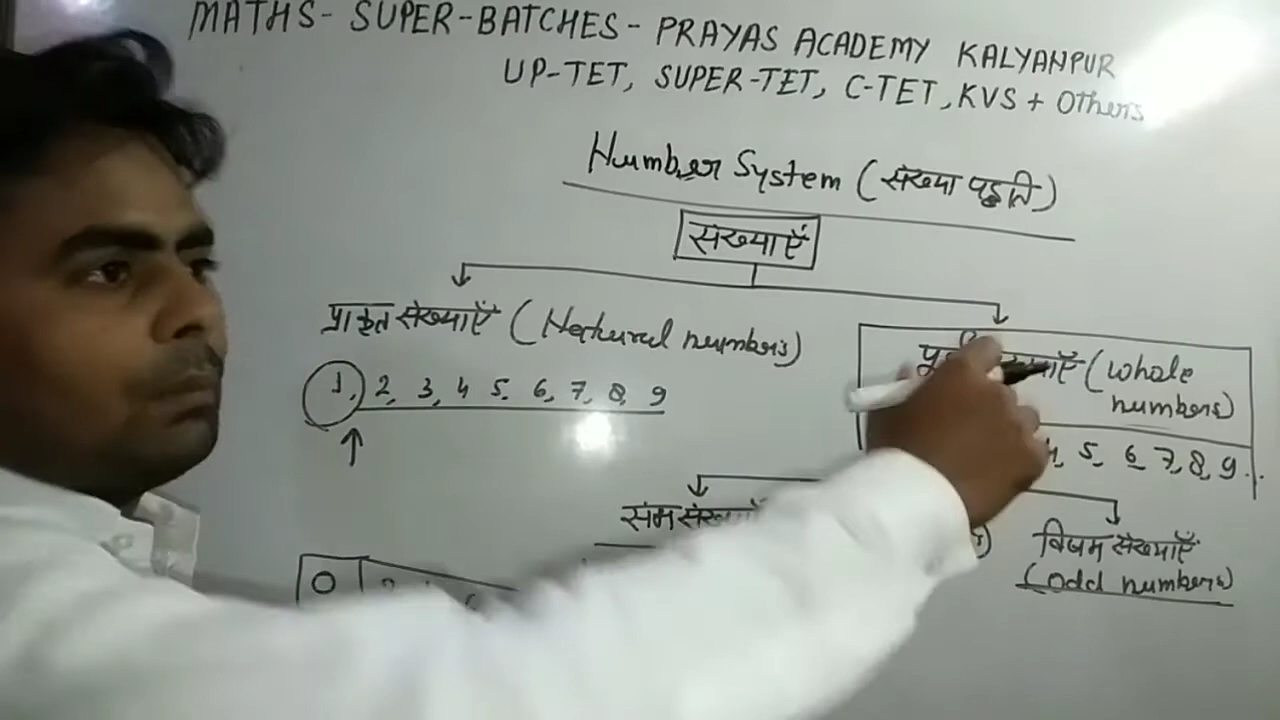 MATHS- SUPER-BATCHES- PRAYAS ACADEMY KALYANPUR
UP-TET, SUPER-TET, C-TET, KVS + Others
Number System (संख्या पद्धति)
संख्याएँ
प्राकृत संख्याएँ (Natural numbers)
(whole numbers)
1, 2, 3, 4 5, 6, 7, 8, 9
4, 5, 6, 7, 8, 9..
सम
विषम संख्याएँ
(odd numbers)
0